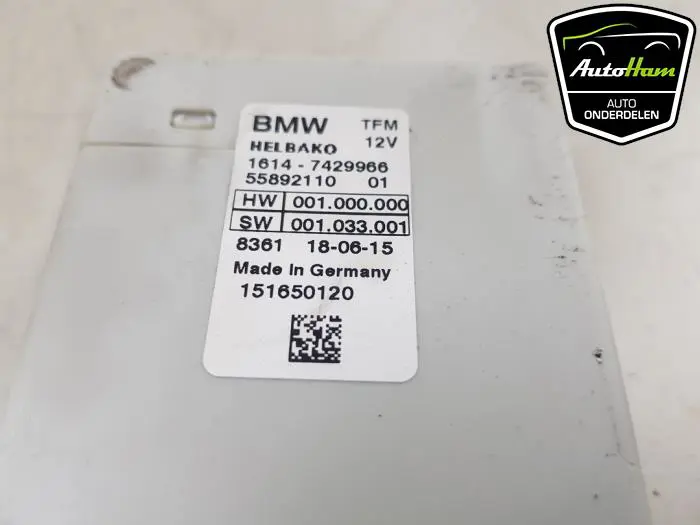 AutoHam
AUTO
ONDERDELEN
BMW TFM
HELBAKO 12V
1614 - 7429966
55892110 01
HW 001.000.000
SW 001.033.001
8361 18-06-15
Made in Germany
151650120